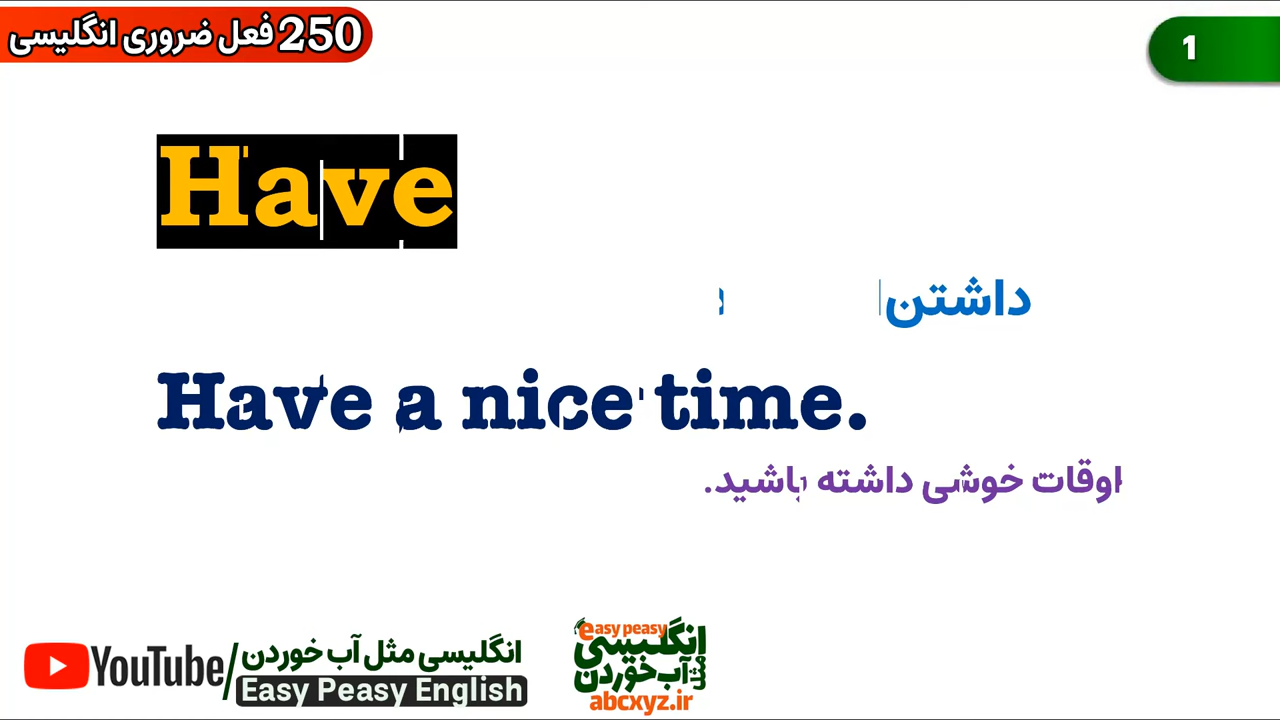 250 فعل ضروری انگلیسی
1
Have
داشتن
Have a nice time.
اوقات خوشی داشته باشید.
YouTube/انگلیسی مثل آب خوردن
Easy Peasy English
easy peasy
انگلیسی
مثل آب خوردن
abcxyz.ir